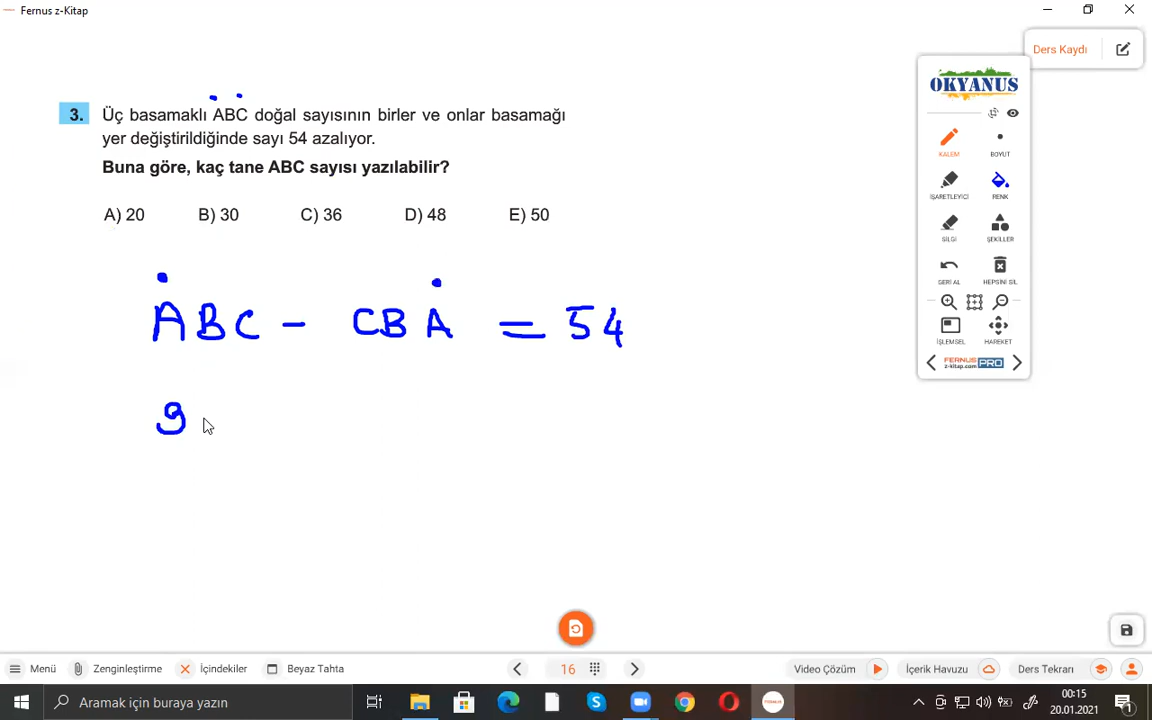 Fernus z-Kitap
Ders Kaydı
OKYANUS
KALEM
BOYUT
İŞARETLEYİCİ
RENK
SİLGİ
ŞEKİLLER
GERİ AL
HEPSİNİ SİL
İŞLEMSEL
HAREKET
FERNUS PRO
z-kitap.com
3. Üç basamaklı ABC doğal sayısının birler ve onlar basamağı
yer değiştirildiğinde sayı 54 azalıyor.
Buna göre, kaç tane ABC sayısı yazılabilir?
A) 20 B) 30 C) 36 D) 48 E) 50
ABC - CBA = 54
9
Menü Zenginleştirme İçindekiler Beyaz Tahta 16 Video Çözüm İçerik Havuzu Ders Tekrarı
Aramak için buraya yazın
00:15
20.01.2021
1